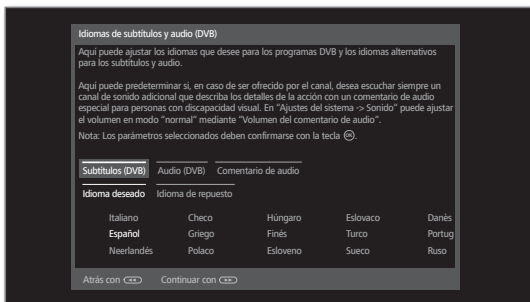 Idiomas de subtítulos y audio (DVB)
Aquí puede ajustar los idiomas que desee para los programas DVB y los idiomas alternativos
para los subtítulos y audio.
Aquí puede predeterminar si, en caso de ser ofrecido por el canal, desea escuchar siempre un
canal de sonido adicional que describa los detalles de la acción con un comentario de audio
especial para personas con discapacidad visual. En “Ajustes del sistema -> Sonido” puede ajustar
el volumen en modo “normal” mediante “Volumen del comentario de audio”.
Nota: Los parámetros seleccionados deben confirmarse con la tecla OK.
Subtítulos (DVB) Audio (DVB) Comentario de audio
Idioma deseado Idioma de repuesto
Italiano Checo Húngaro Eslovaco Danès
Español Griego Finés Turco Portug
Neerlandés Polaco Esloveno Sueco Ruso
Atrás con Continuar con